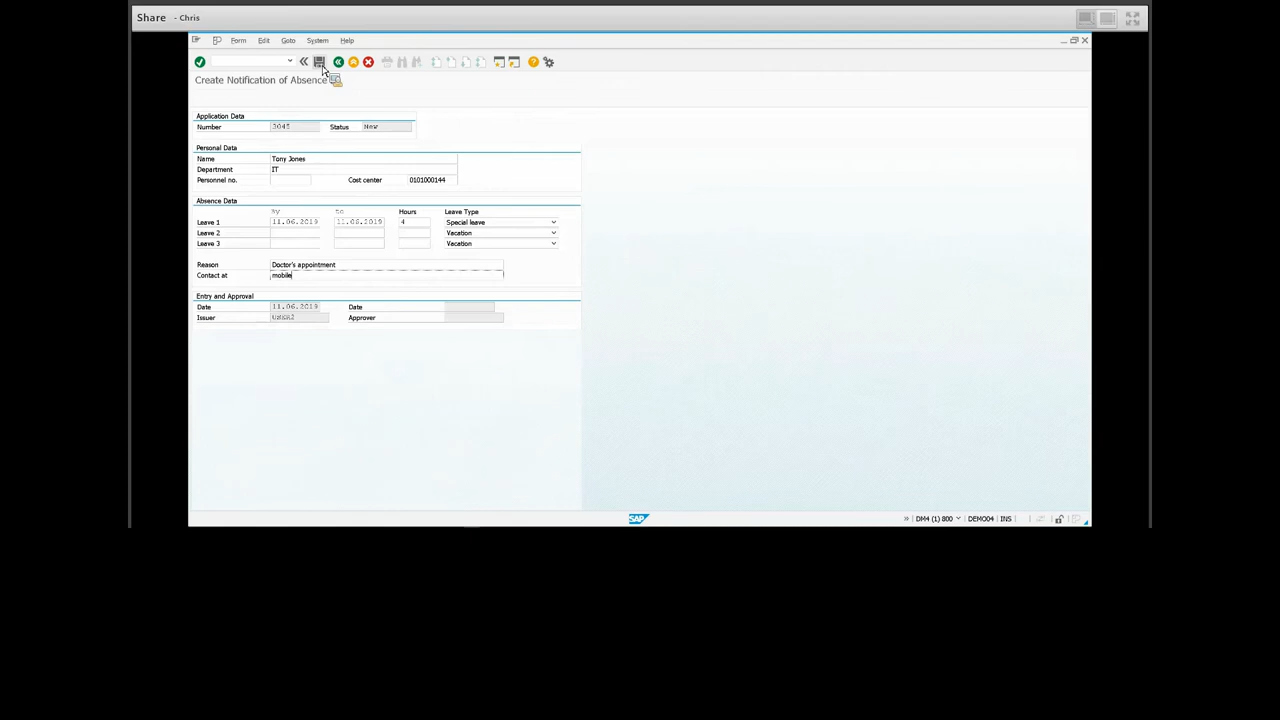 Share - Chris
Form Edit Goto System Help
Create Notification of Absence
Application Data
Number 3045 Status New
Personal Data
Name Tony Jones
Department IT
Personnel no. Cost center 0101000144
Absence Data
By to Hours Leave Type
Leave 1 11.06.2019 11.06.2019 4 Special leave
Leave 2 Vacation
Leave 3 Vacation
Reason Doctor's appointment
Contact at mobile
Entry and Approval
Date 11.06.2019 Date
Issuer Approver
SAP
» DM4 (1) 800 DEMO04 INS